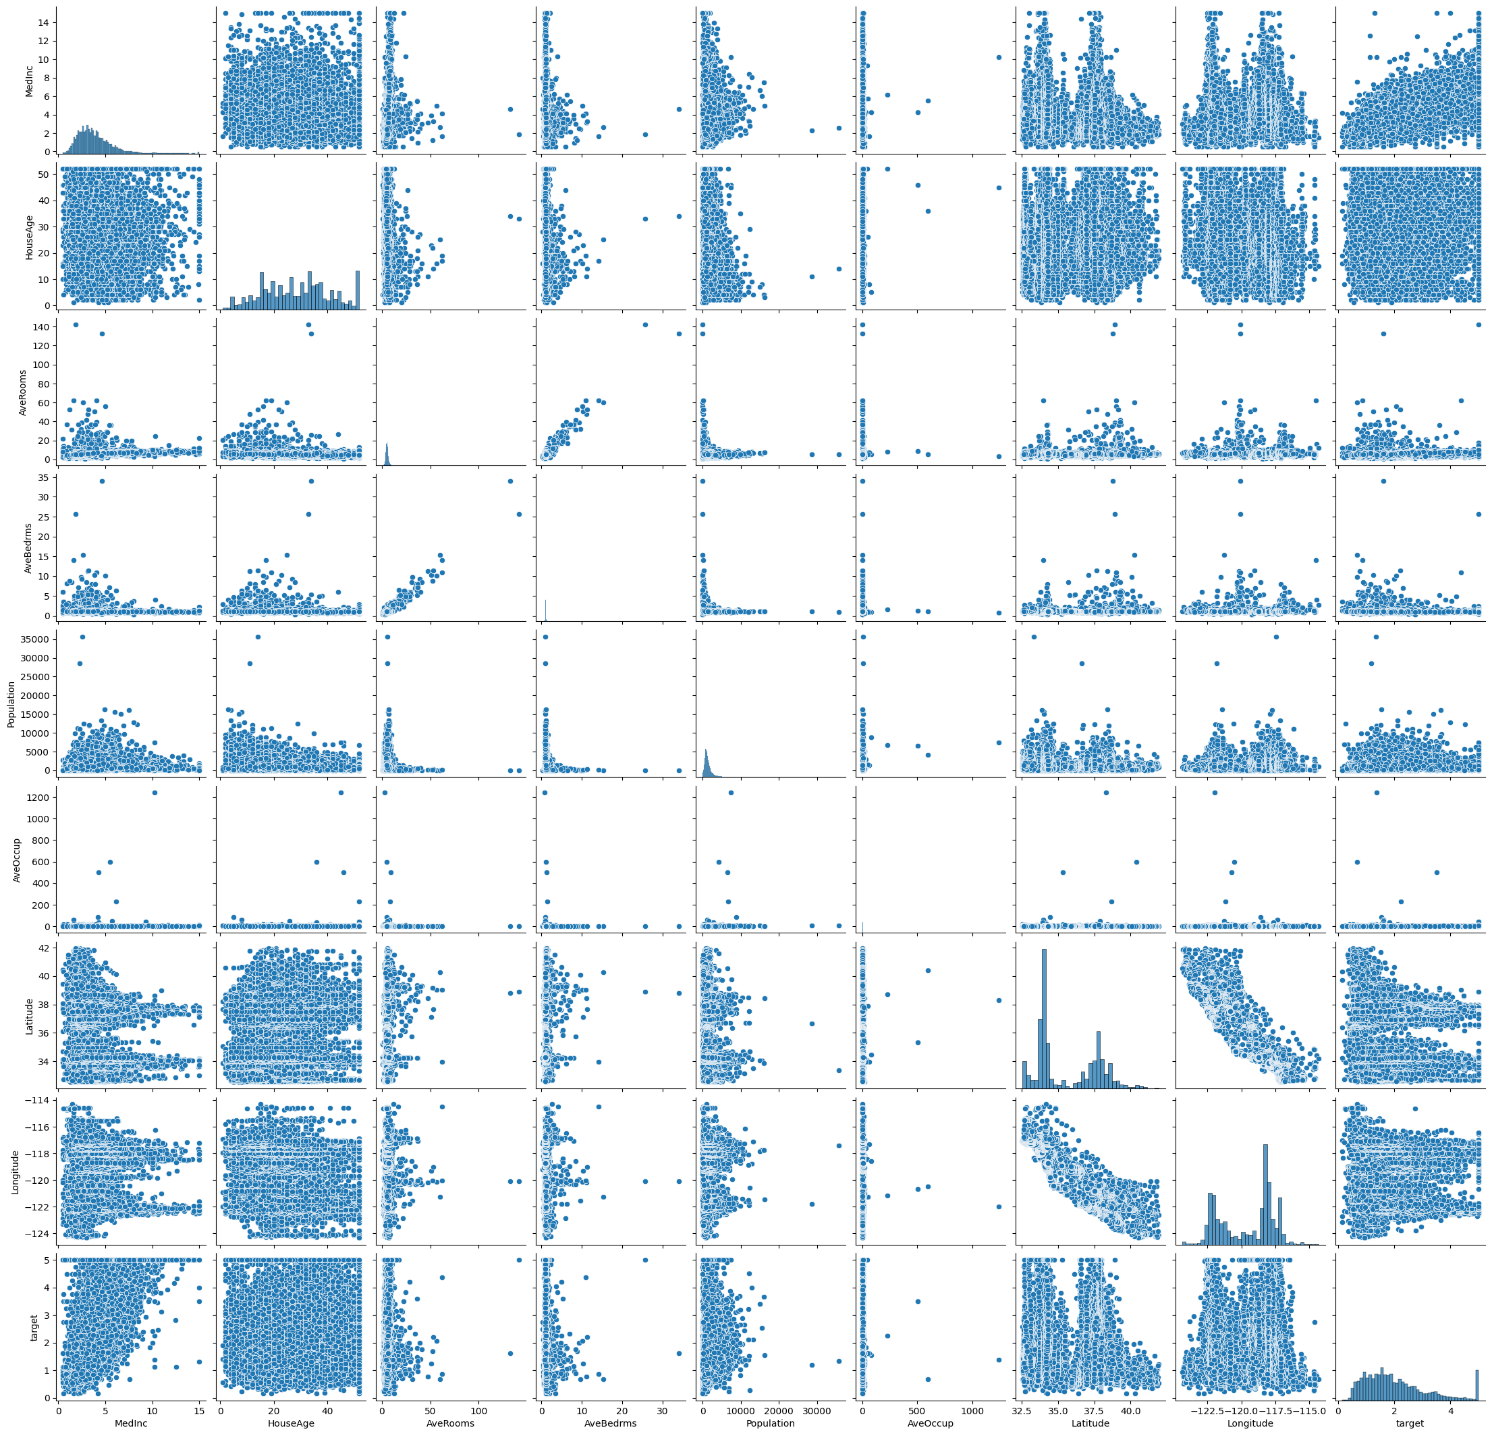 14
12
10
8
6
4
2
0
MedInc
50
40
30
20
10
0
HouseAge
140
120
100
80
60
40
20
0
AveRooms
35
30
25
20
15
10
5
0
AveBedrms
35000
30000
25000
20000
15000
10000
5000
0
Population
1200
1000
800
600
400
200
0
AveOccup
42
40
38
36
34
Latitude
−114
−116
−118
−120
−122
−124
Longitude
5
4
3
2
1
0
target
0 5 10 15
MedInc
0 20 40
HouseAge
0 50 100
AveRooms
0 10 20 30
AveBedrms
0 10000 20000 30000
Population
0 500 1000
AveOccup
32.5 35.0 37.5 40.0
Latitude
−122.5 −120.0 −117.5 −115.0
Longitude
0 2 4
target